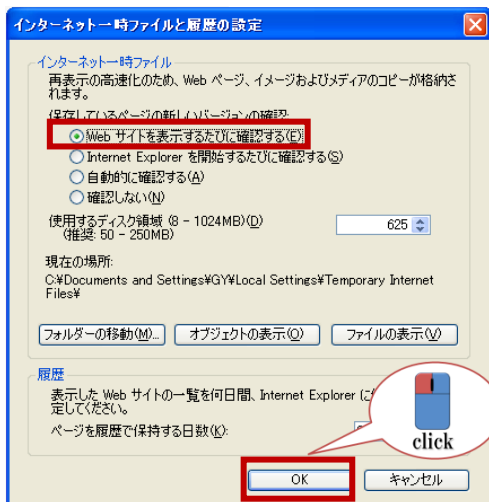 インターネット一時ファイルと履歴の設定
インターネット一時ファイル
再表示の高速化のため、Web ページ、イメージおよびメディアのコピーが格納さ
れます。
保存しているページの新しいバージョンの確認:
Web サイトを表示するたびに確認する(E)
Internet Explorer を開始するたびに確認する(S)
自動的に確認する(A)
確認しない(N)
使用するディスク領域 (8 - 1024MB)(D)
625
(推奨: 50 - 250MB)
現在の場所:
C:¥Documents and Settings¥GY¥Local Settings¥Temporary Internet
Files¥
フォルダーの移動(M)... オブジェクトの表示(O) ファイルの表示(V)
履歴
表示した Web サイトの一覧を何日間、Internet Explorer
定してください。
ページを履歴で保持する日数(K):
click
OK キャンセル